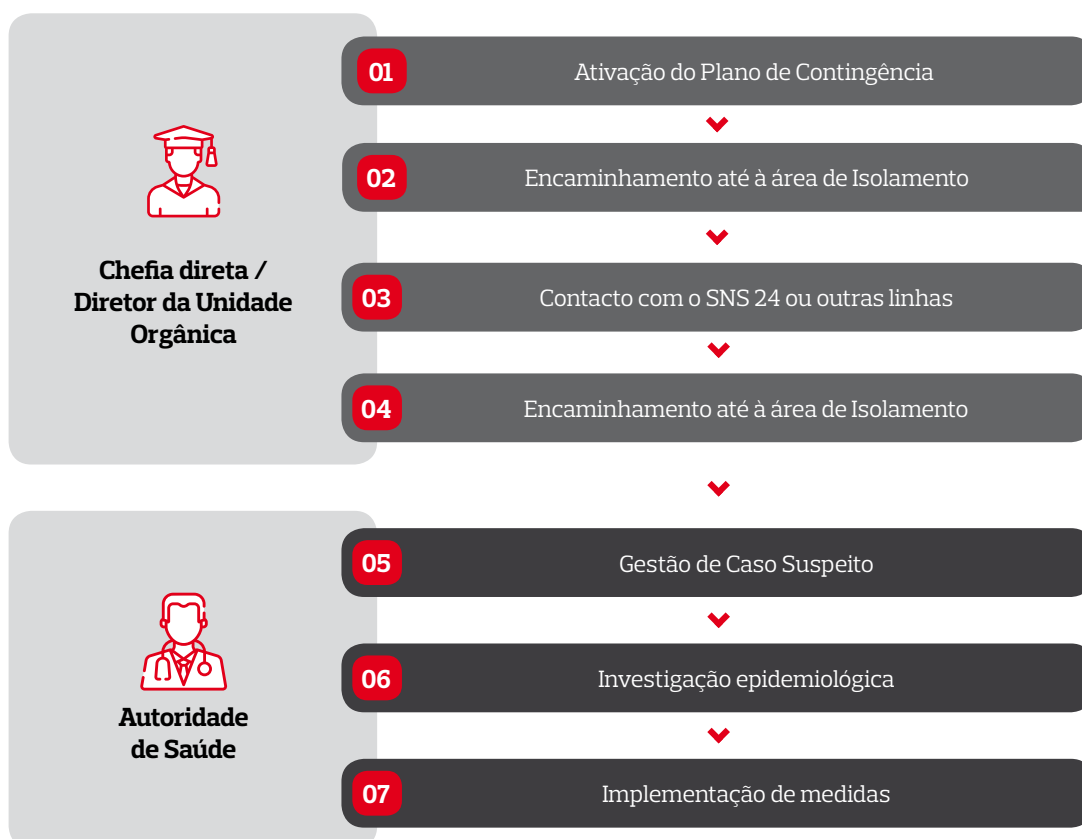 01 Ativação do Plano de Contingência
02 Encaminhamento até à área de Isolamento
Chefia direta /
Diretor da Unidade
Orgânica
03 Contacto com o SNS 24 ou outras linhas
04 Encaminhamento até à área de Isolamento
05 Gestão de Caso Suspeito
06 Investigação epidemiológica
Autoridade
de Saúde
07 Implementação de medidas